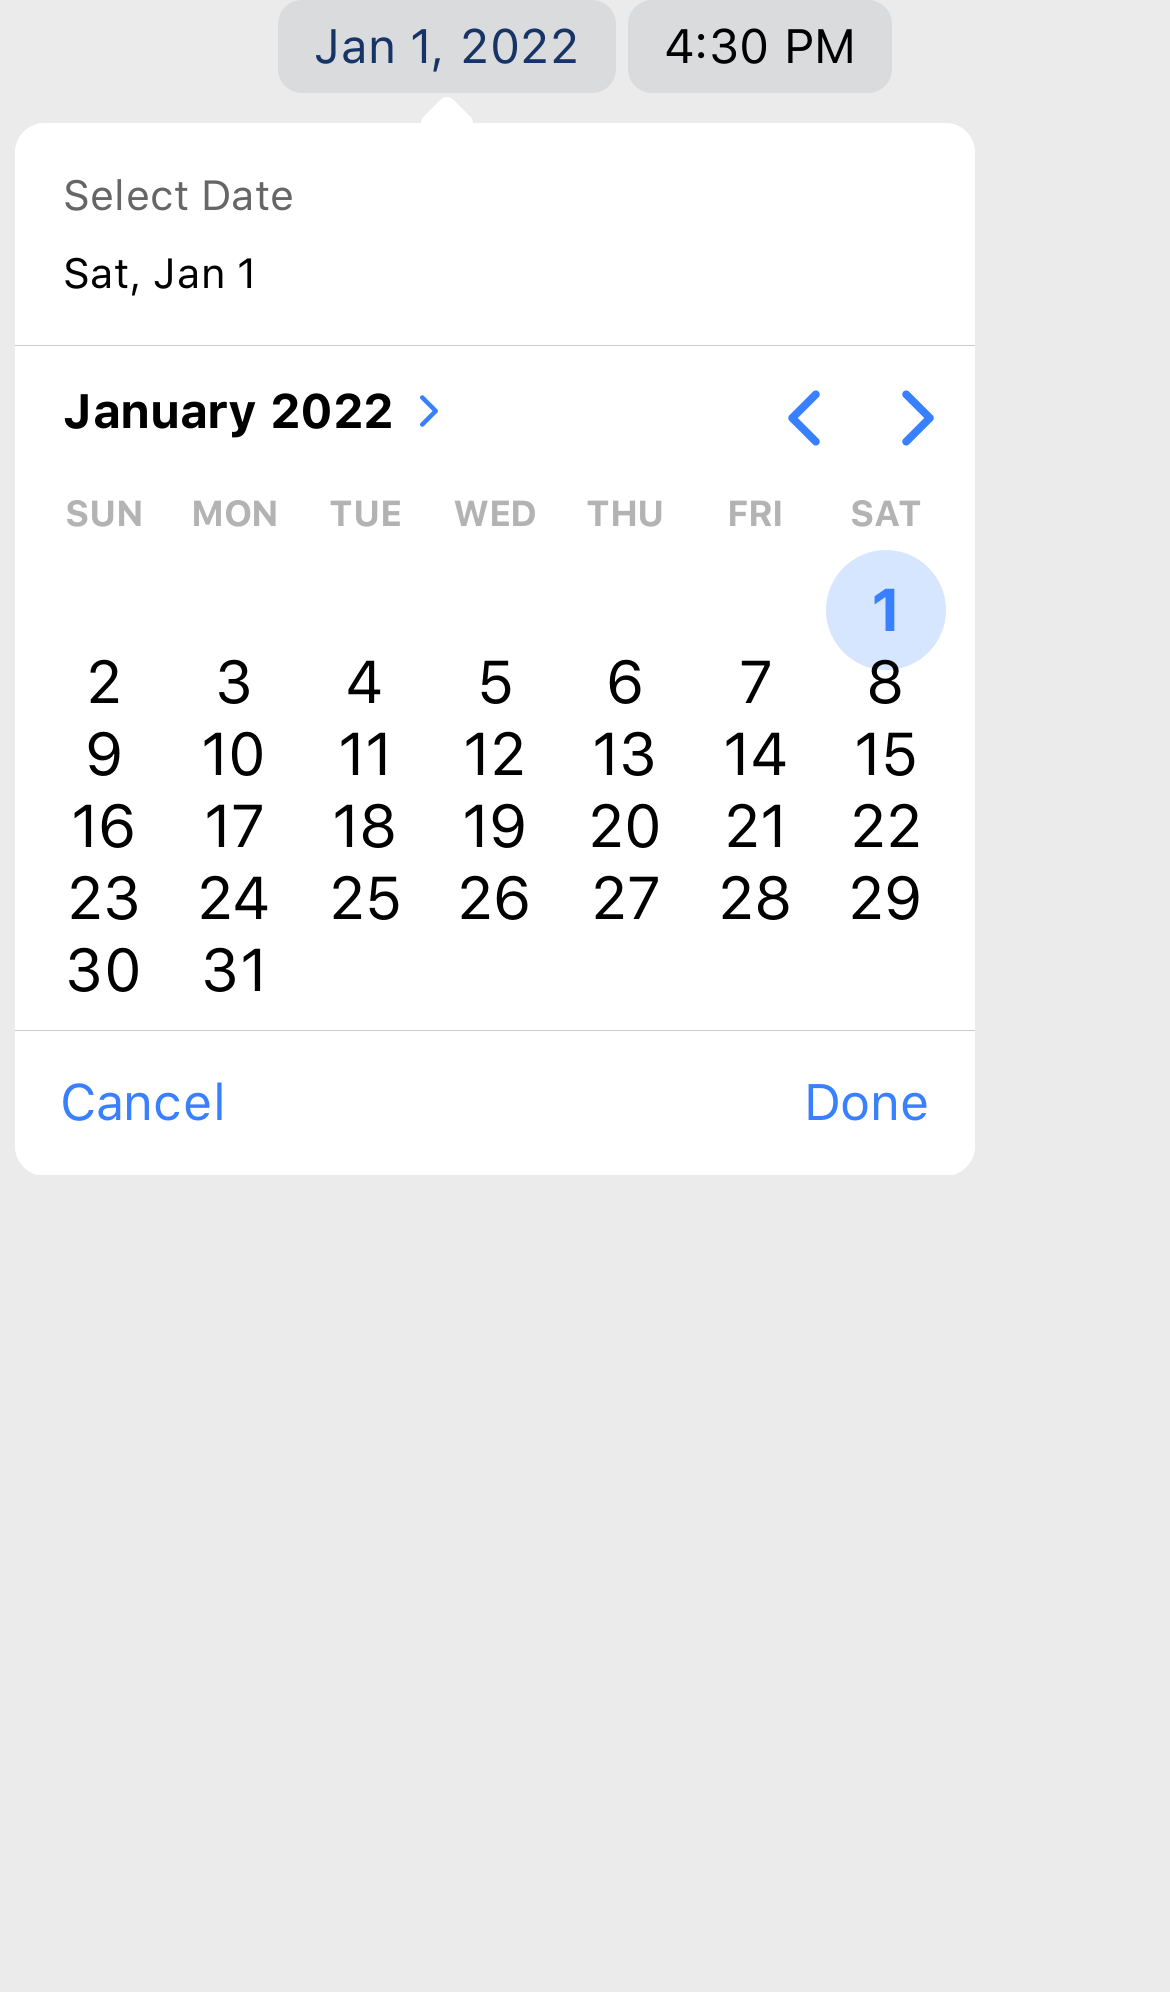 Jan 1, 2022 4:30 PM
Select Date
Sat, Jan 1
January 2022
SUN MON TUE WED THU FRI SAT
1
2 3 4 5 6 7 8
9 10 11 12 13 14 15
16 17 18 19 20 21 22
23 24 25 26 27 28 29
30 31
Cancel Done